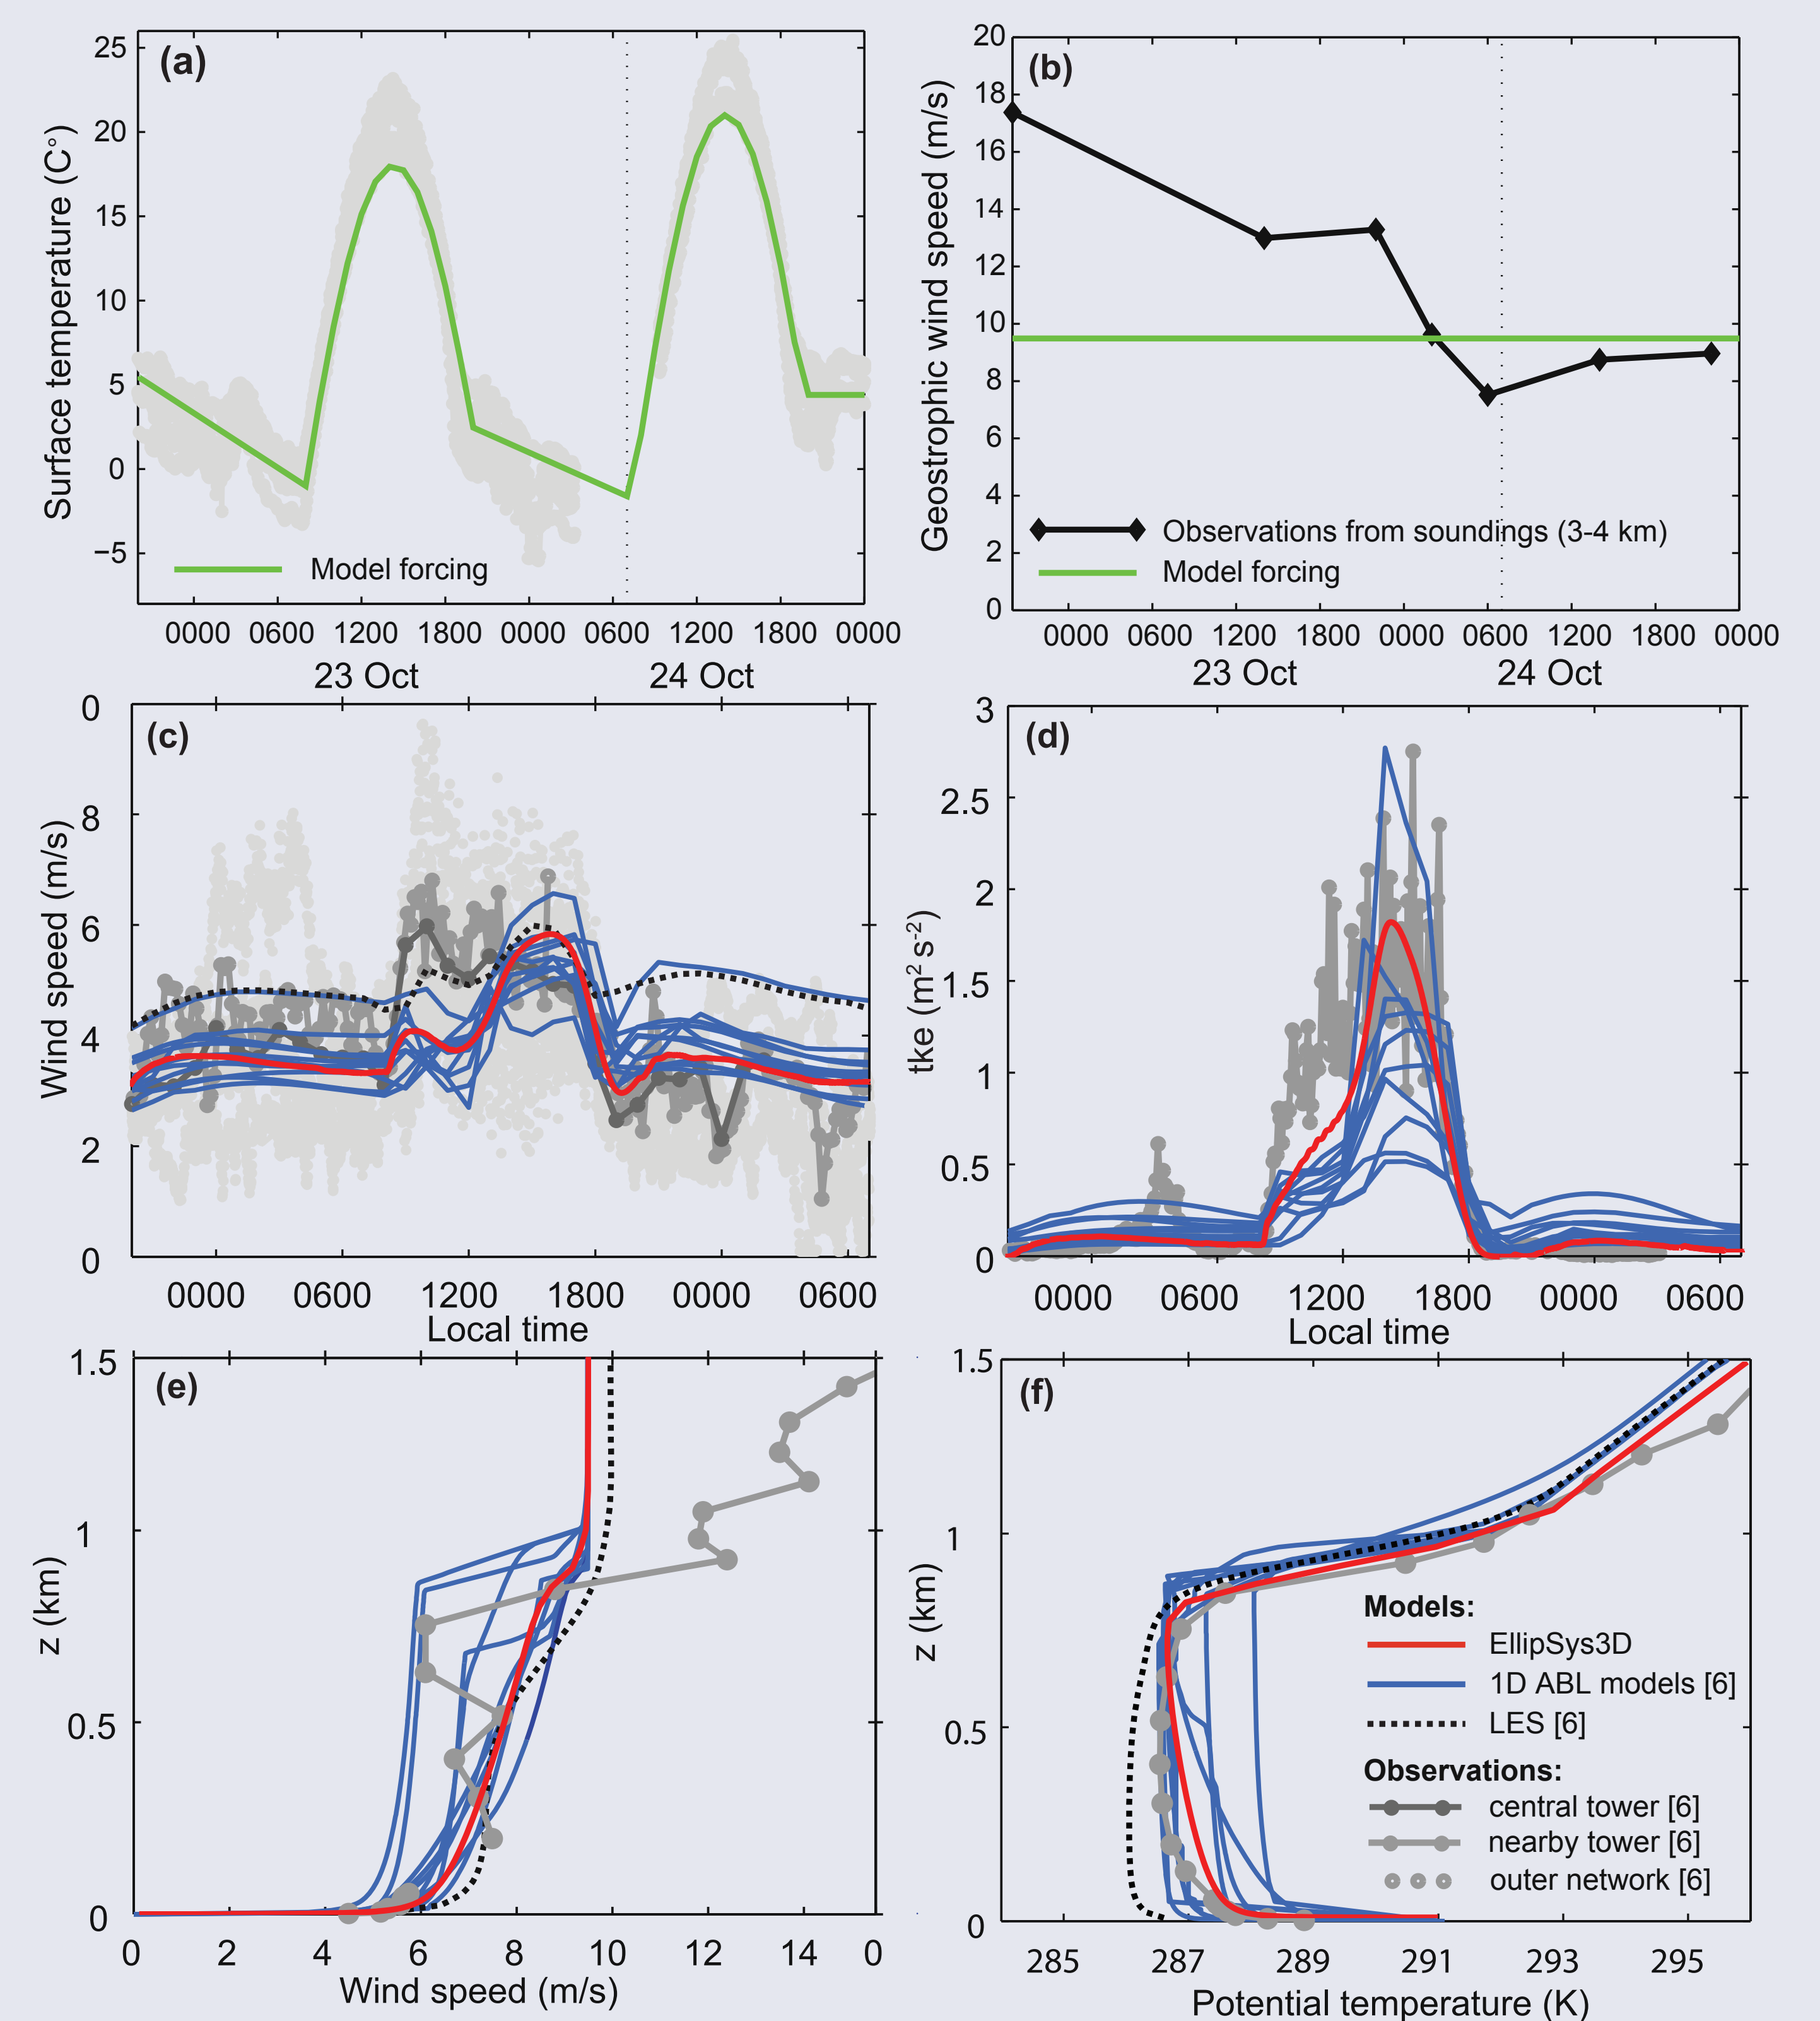 (a)
25
20
15
10
5
0
−5
Surface temperature (C°)
Model forcing
0000 0600 1200 1800 0000 0600 1200 1800 0000
23 Oct 24 Oct
(b)
20
18
16
14
12
10
8
6
4
2
0
Geostrophic wind speed (m/s)
Observations from soundings (3-4 km)
Model forcing
0000 0600 1200 1800 0000 0600 1200 1800 0000
23 Oct 24 Oct
(c)
0
8
6
4
2
0
Wind speed (m/s)
0000 0600 1200 1800 0000 0600
Local time
(d)
3
2.5
2
1.5
1
0.5
0
tke (m² s⁻²)
0000 0600 1200 1800 0000 0600
Local time
(e)
1.5
1
0.5
0
z (km)
0 2 4 6 8 10 12 14 0
Wind speed (m/s)
(f)
1.5
1
0.5
0
z (km)
Models:
EllipSys3D
1D ABL models [6]
LES [6]
Observations:
central tower [6]
nearby tower [6]
outer network [6]
285 287 289 291 293 295
Potential temperature (K)